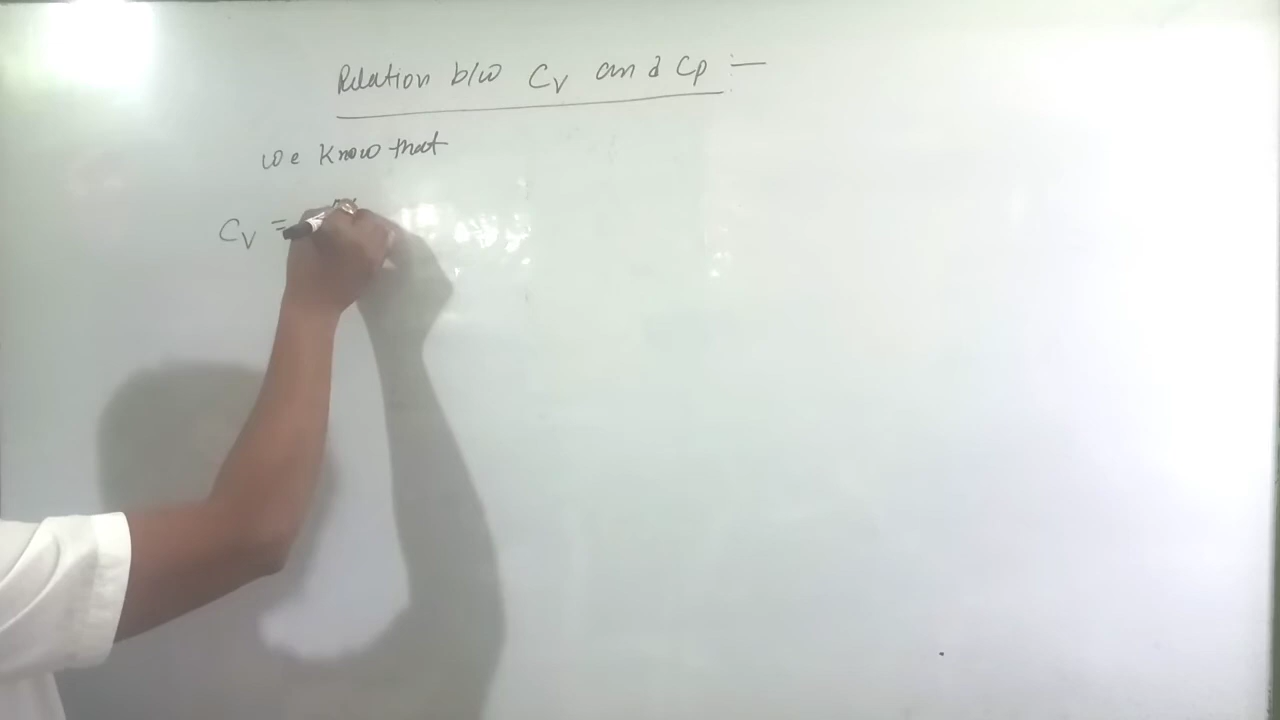 Relation b/w Cv and Cp :-
we know that
Cv =